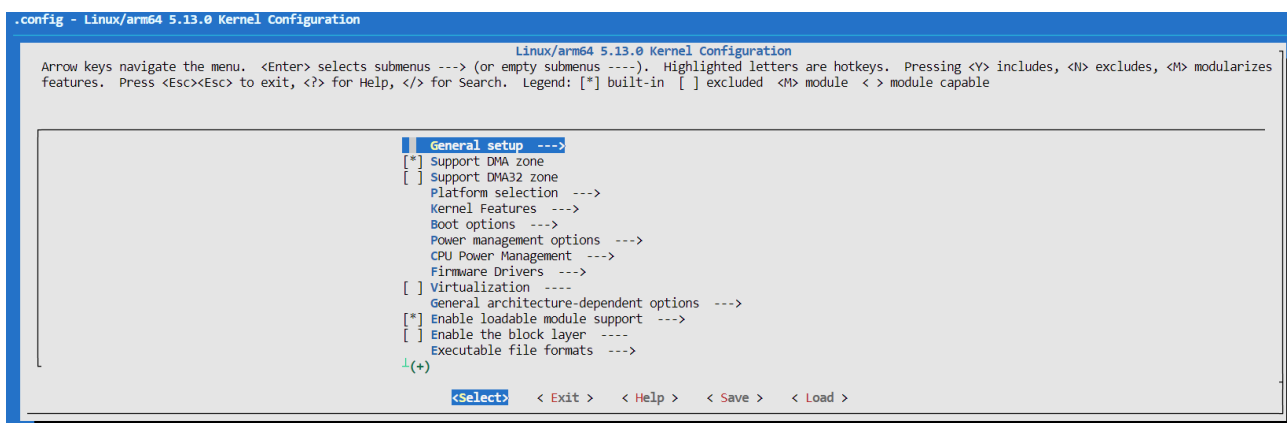 .config - Linux/arm64 5.13.0 Kernel Configuration
Linux/arm64 5.13.0 Kernel Configuration
Arrow keys navigate the menu.  <Enter> selects submenus ---> (or empty submenus ----).  Highlighted letters are hotkeys.  Pressing <Y> includes, <N> excludes, <M> modularizes
features.  Press <Esc><Esc> to exit, <?> for Help, </> for Search.  Legend: [*] built-in  [ ] excluded  <M> module  < > module capable
General setup  --->
[*] Support DMA zone
[ ] Support DMA32 zone
Platform selection  --->
Kernel Features  --->
Boot options  --->
Power management options  --->
CPU Power Management  --->
Firmware Drivers  --->
[ ] Virtualization  ----
General architecture-dependent options  --->
[*] Enable loadable module support  --->
[ ] Enable the block layer  ----
Executable file formats  --->
┴(+)
<Select>    < Exit >    < Help >    < Save >    < Load >